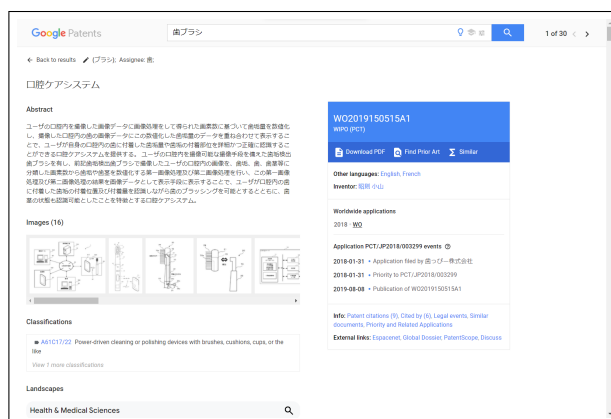 Google Patents
歯ブラシ
1 of 30
Back to results
(ブラシ); Assignee: 歯;
口腔ケアシステム
Abstract
ユーザの口腔内を撮像した画像データに画像処理をして得られた画素数に基づいて歯垢量を数値化
し、撮像した口腔内の歯の画像データにこの数値化した歯垢量のデータを重ね合わせて表示するこ
とで、ユーザが自身の口腔内の歯に付着した歯垢量や歯垢の付着部位を詳細かつ正確に認識するこ
とができる口腔ケアシステムを提供する。 ユーザの口腔内を撮像可能な撮像手段を備えた歯垢検出
歯ブラシを有し、前記歯垢検出歯ブラシで撮像したユーザの口腔内の画像を、歯垢、歯、歯茎等に
分類した画素数から歯垢や歯茎を数値化する第一画像処理及び第二画像処理を行い、この第一画像
処理及び第二画像処理の結果を画像データとして表示手段に表示することで、ユーザが口腔内の歯
に付着した歯垢の付着位置及び付着量を認識しながら歯のブラッシングを可能とするとともに、歯
茎の状態も認識可能としたことを特徴とする口腔ケアシステム。
Images (16)
Classifications
A61C17/22 Power-driven cleaning or polishing devices with brushes, cushions, cups, or the
like
View 1 more classifications
Landscapes
Health & Medical Sciences
WO2019150515A1
WIPO (PCT)
Download PDF Find Prior Art Similar
Other languages: English, French
Inventor: 昭彦 小山
Worldwide applications
2018 · WO
Application PCT/JP2018/003299 events
2018-01-31 • Application filed by 歯っぴー株式会社
2018-01-31 • Priority to PCT/JP2018/003299
2019-08-08 • Publication of WO2019150515A1
Info: Patent citations (9), Cited by (6), Legal events, Similar
documents, Priority and Related Applications
External links: Espacenet, Global Dossier, PatentScope, Discuss